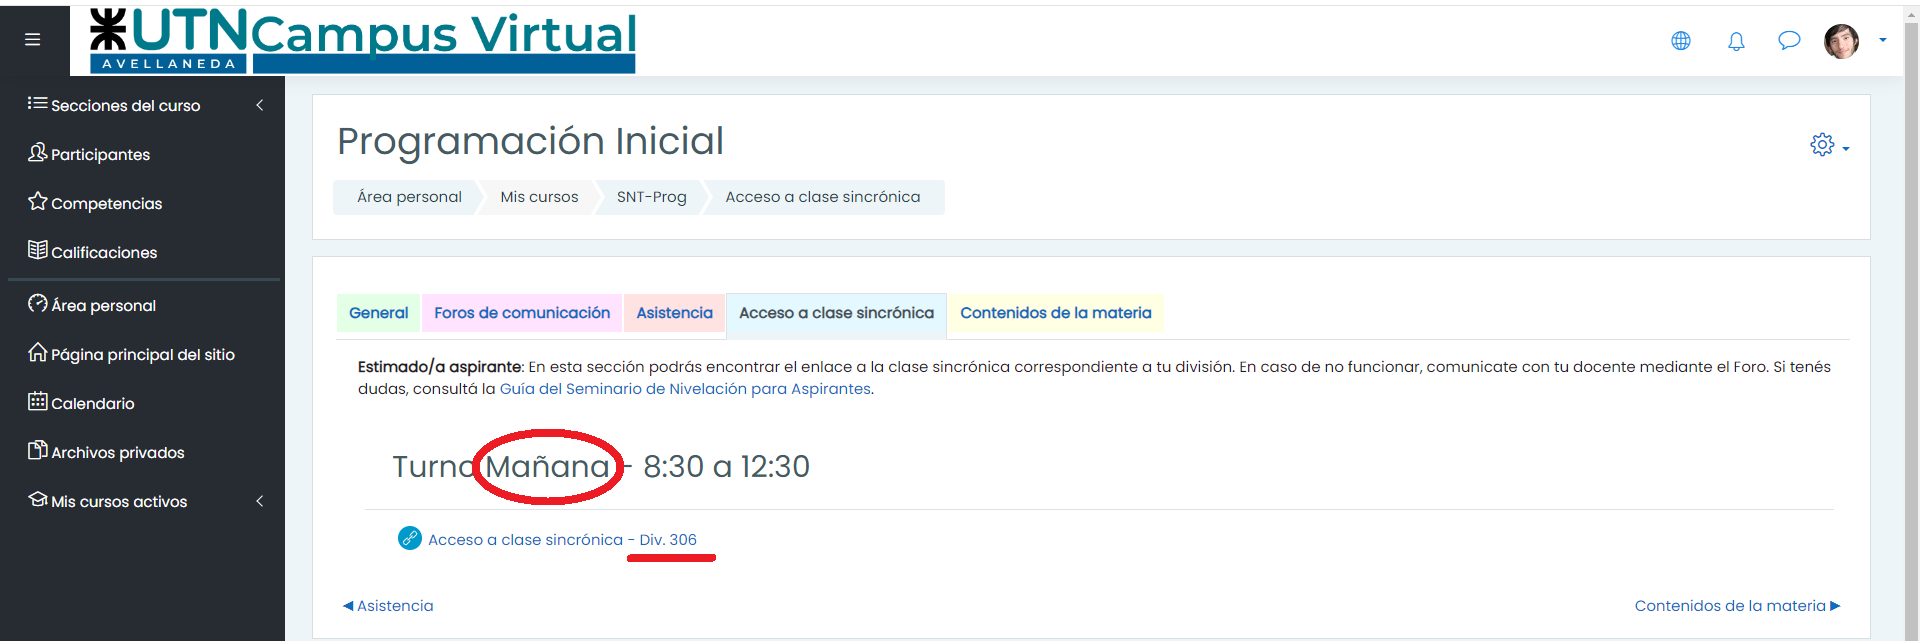 UTN Campus Virtual
AVELLANEDA
Secciones del curso
Participantes
Competencias
Calificaciones
Área personal
Página principal del sitio
Calendario
Archivos privados
Mis cursos activos
Programación Inicial
Área personal Mis cursos SNT-Prog Acceso a clase sincrónica
General Foros de comunicación Asistencia Acceso a clase sincrónica Contenidos de la materia
Estimado/a aspirante: En esta sección podrás encontrar el enlace a la clase sincrónica correspondiente a tu división. En caso de no funcionar, comunicate con tu docente mediante el Foro. Si tenés
dudas, consultá la Guía del Seminario de Nivelación para Aspirantes.
Turno Mañana - 8:30 a 12:30
Acceso a clase sincrónica - Div. 306
◀ Asistencia
Contenidos de la materia ▶